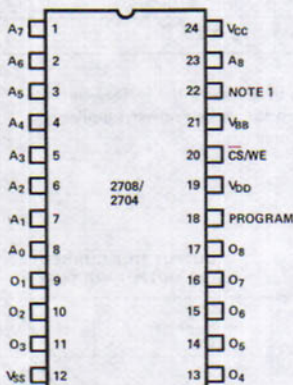 A7 1 24 VCC
A6 2 23 A8
A5 3 22 NOTE 1
A4 4 21 VBB
A3 5 20 CS/WE
A2 6 2708/ 19 VDD
2704
A1 7 18 PROGRAM
A0 8 17 O8
O1 9 16 O7
O2 10 15 O6
O3 11 14 O5
VSS 12 13 O4